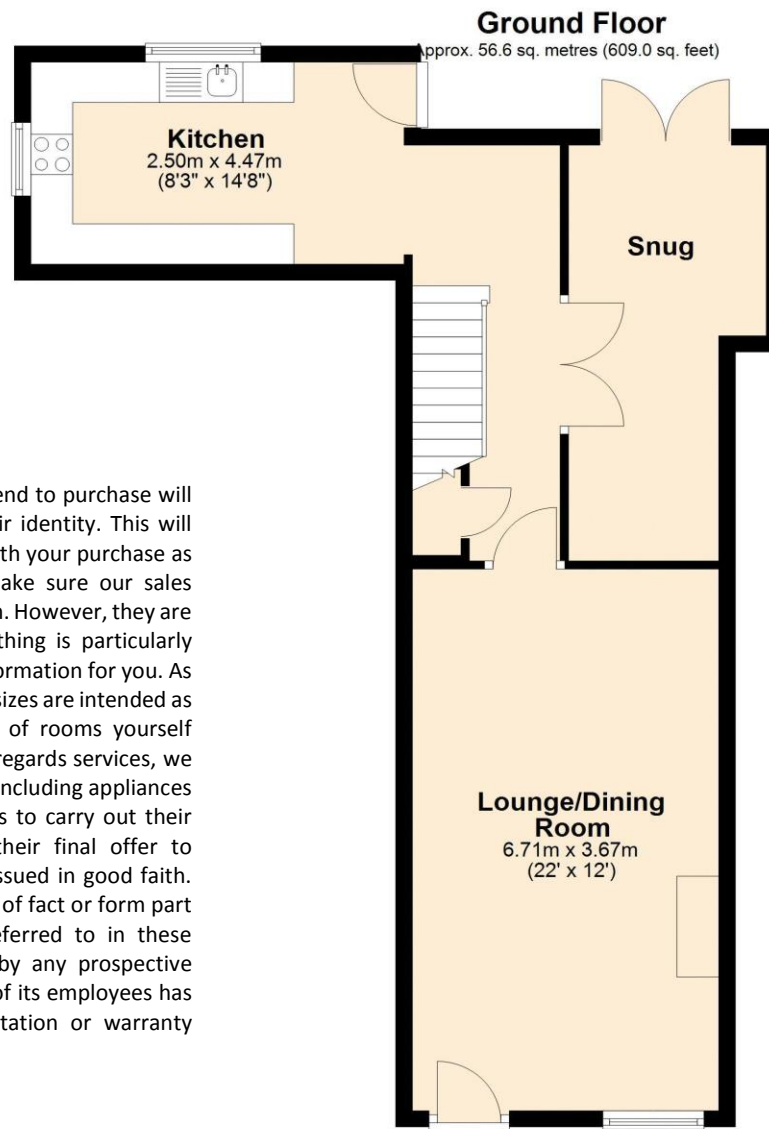 Ground Floor
Approx. 56.6 sq. metres (609.0 sq. feet)
Kitchen
2.50m x 4.47m
(8'3" x 14'8")
Snug
Lounge/Dining
Room
6.71m x 3.67m
(22' x 12')
end to purchase will
ir identity. This will
th your purchase as
ake sure our sales
. However, they are
thing is particularly
ormation for you. As
sizes are intended as
of rooms yourself
regards services, we
including appliances
s to carry out their
their final offer to
ssued in good faith.
of fact or form part
eferred to in these
by any prospective
of its employees has
tation or warranty